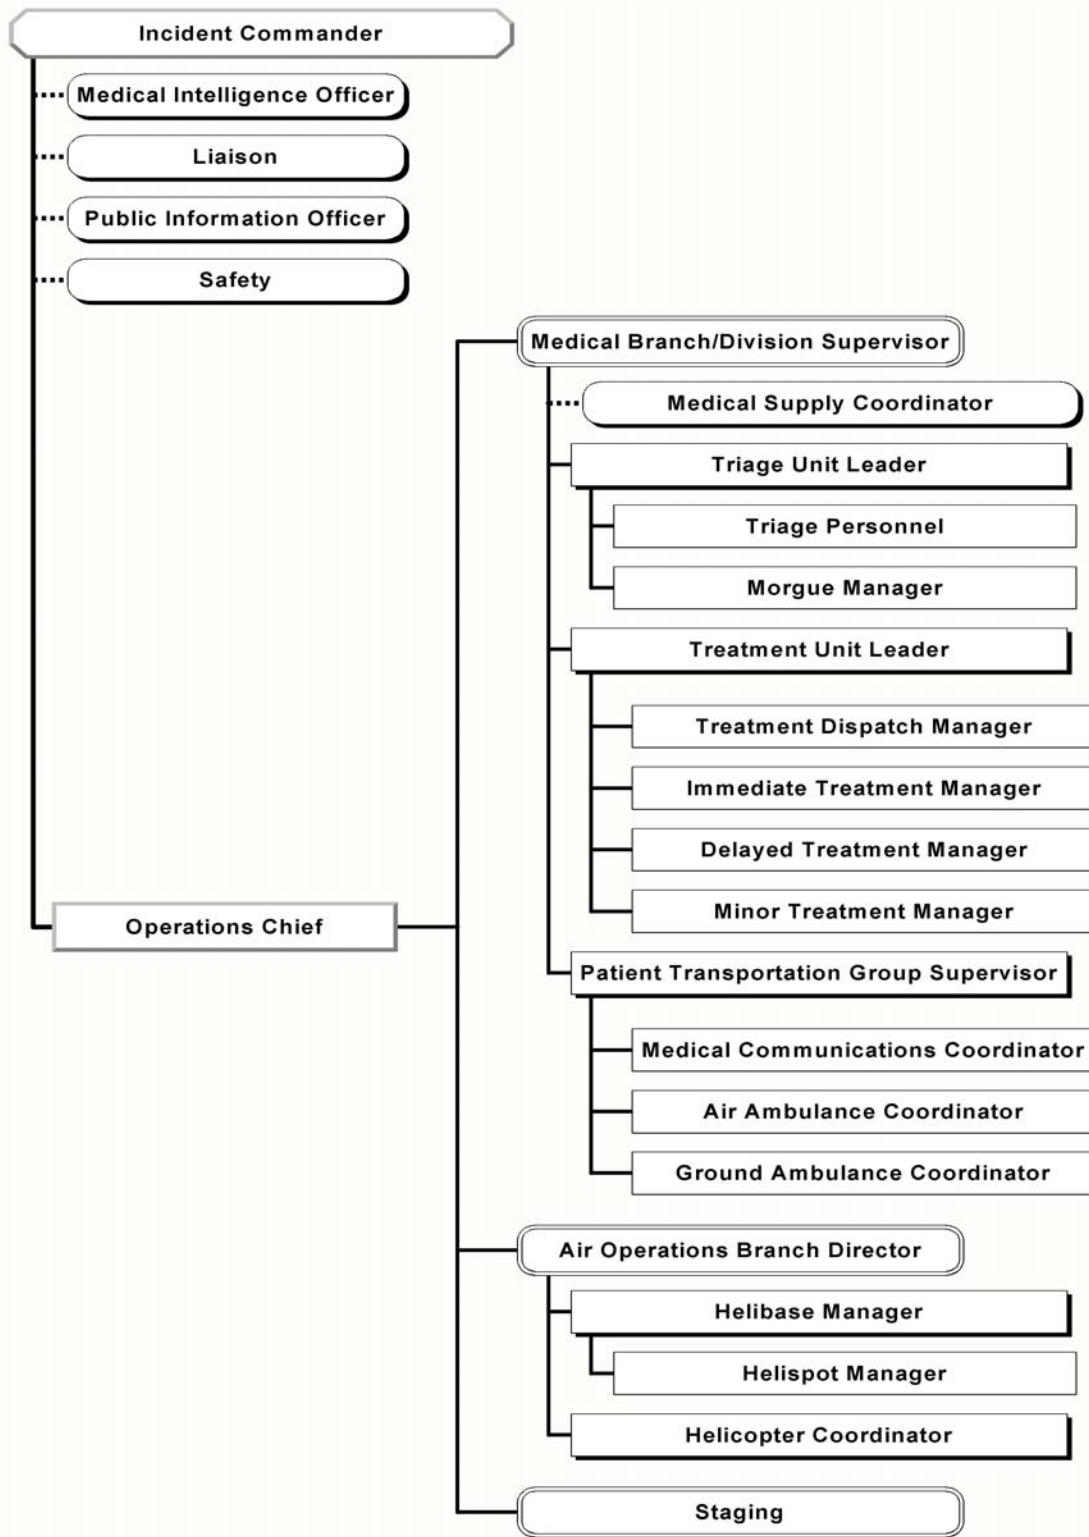 Incident Commander
Medical Intelligence Officer
Liaison
Public Information Officer
Safety
Medical Branch/Division Supervisor
Medical Supply Coordinator
Triage Unit Leader
Triage Personnel
Morgue Manager
Treatment Unit Leader
Treatment Dispatch Manager
Immediate Treatment Manager
Delayed Treatment Manager
Operations Chief
Minor Treatment Manager
Patient Transportation Group Supervisor
Medical Communications Coordinator
Air Ambulance Coordinator
Ground Ambulance Coordinator
Air Operations Branch Director
Helibase Manager
Helispot Manager
Helicopter Coordinator
Staging